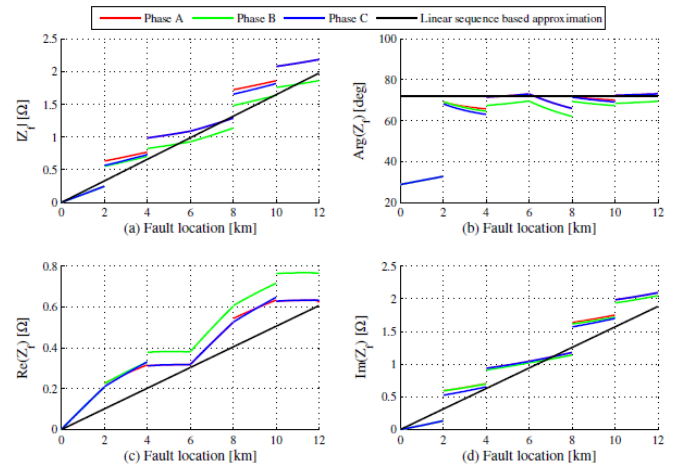 Phase A Phase B Phase C Linear sequence based approximation
2.5
2
1.5
1
0.5
0
|Z_f| [Ω]
0 2 4 6 8 10 12
(a) Fault location [km]
100
80
60
40
20
Arg(Z_f) [deg]
0 2 4 6 8 10 12
(b) Fault location [km]
0.8
0.6
0.4
0.2
0
Re(Z_f) [Ω]
0 2 4 6 8 10 12
(c) Fault location [km]
2.5
2
1.5
1
0.5
0
Im(Z_f) [Ω]
0 2 4 6 8 10 12
(d) Fault location [km]